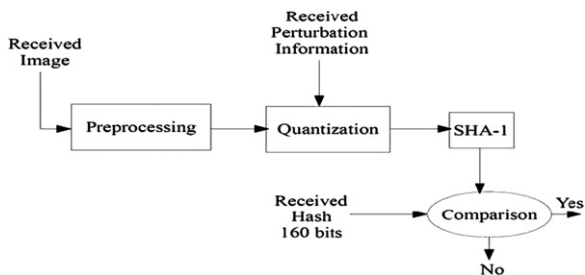 Received
Perturbation
Information
Received
Image
Preprocessing
Quantization
SHA-1
Received
Hash
160 bits
Comparison
Yes
No